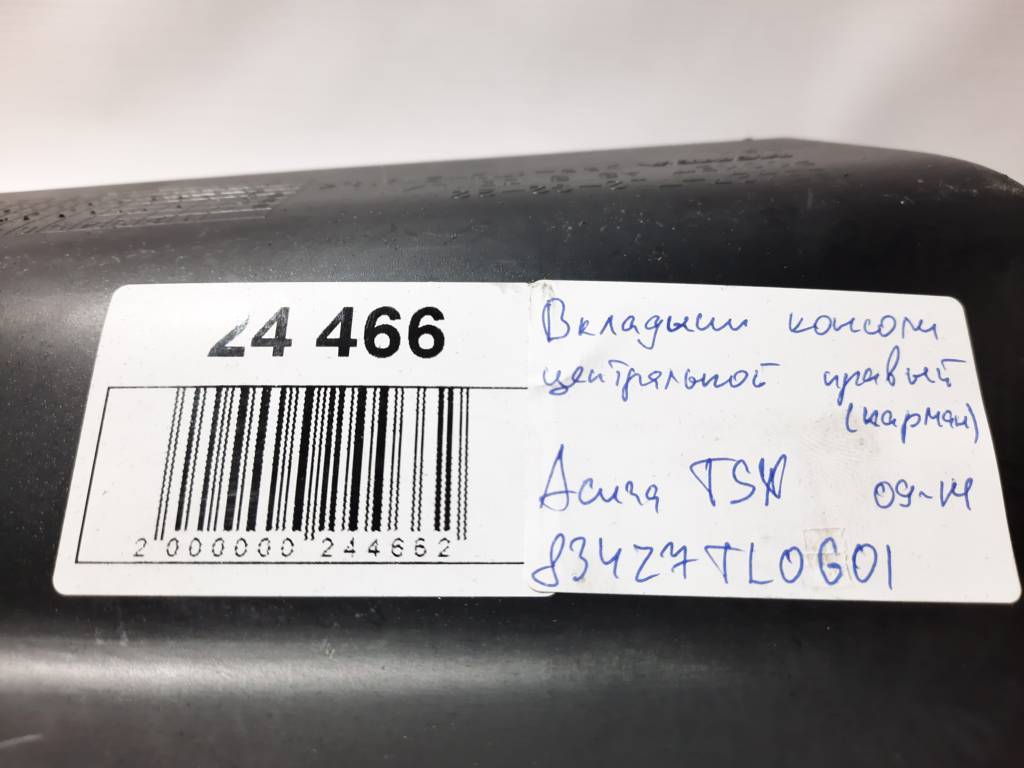 24 466
2 000000 244662
Вкладыш консоли
центральной правый
(карман)
Acura TSX 09-14
83427TL0G01